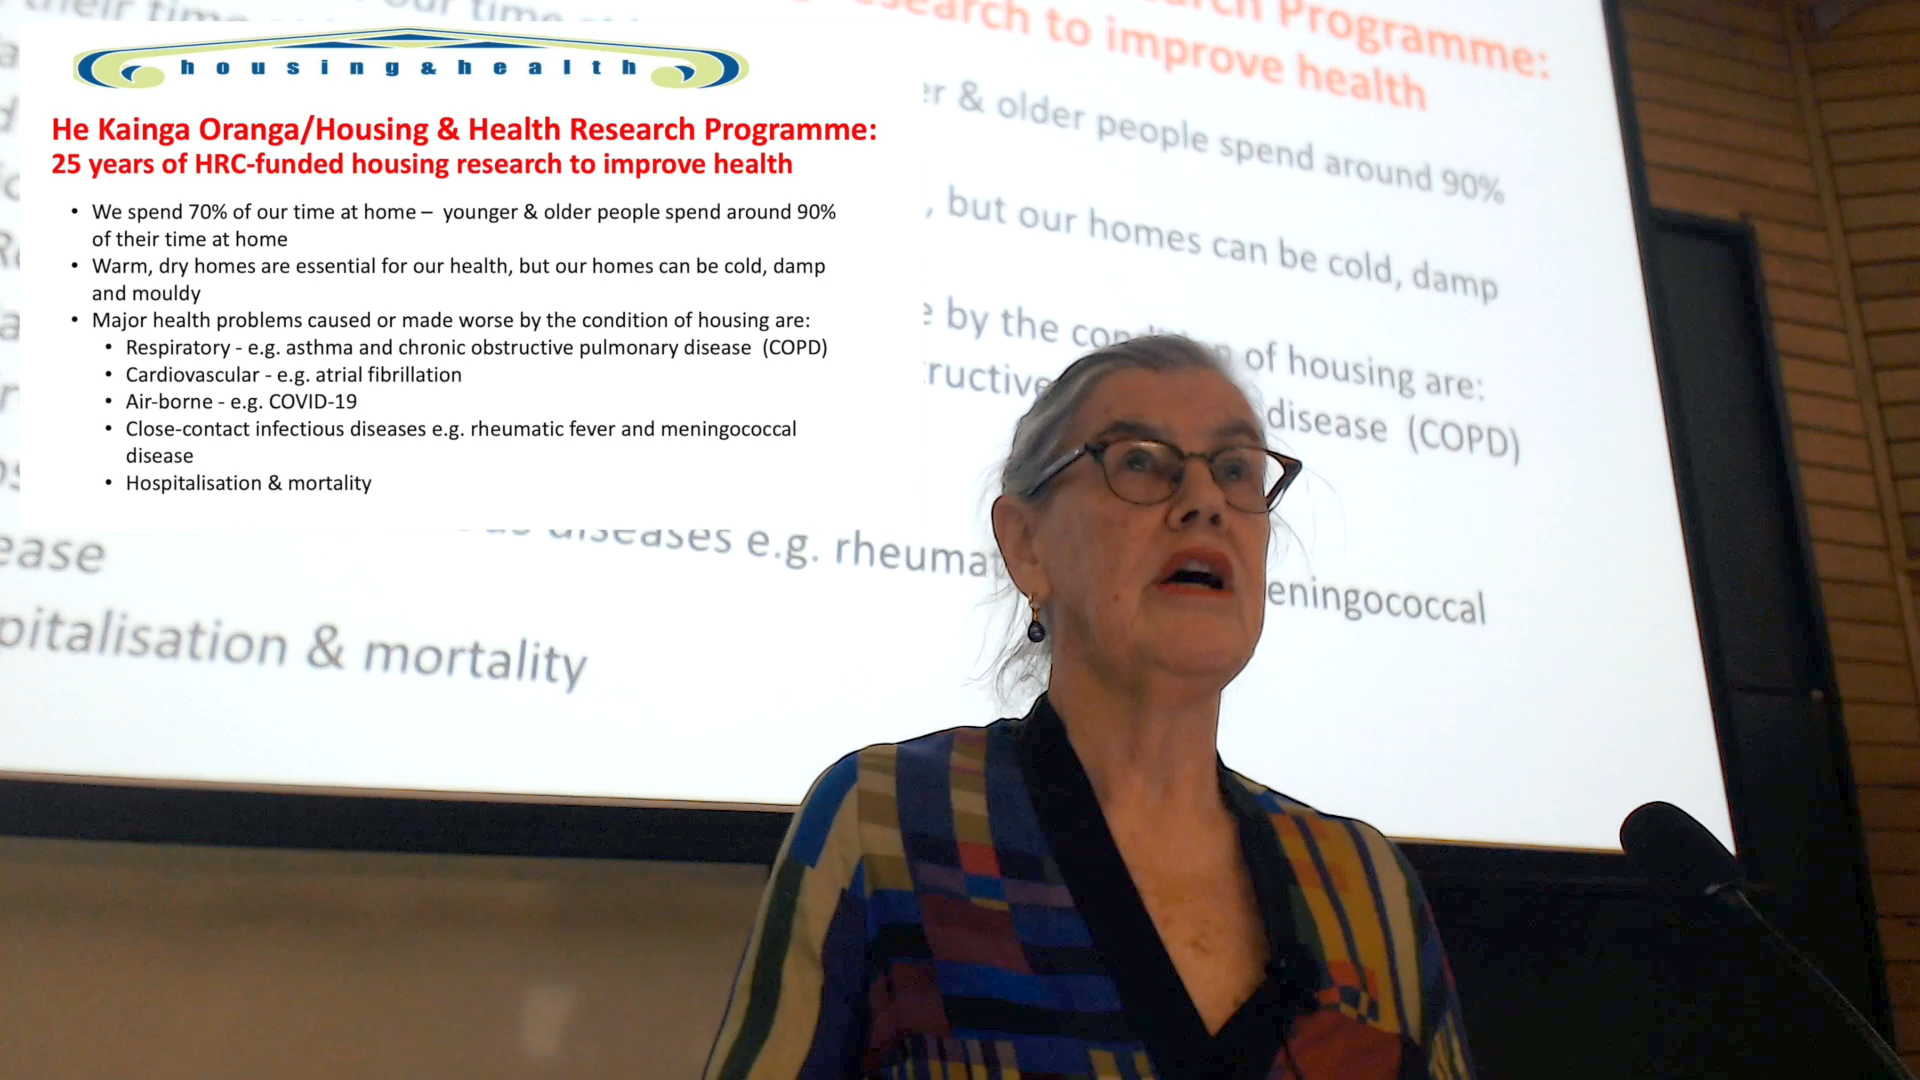 housing&health
He Kainga Oranga/Housing & Health Research Programme:
25 years of HRC-funded housing research to improve health
• We spend 70% of our time at home – younger & older people spend around 90%
of their time at home
• Warm, dry homes are essential for our health, but our homes can be cold, damp
and mouldy
• Major health problems caused or made worse by the condition of housing are:
• Respiratory - e.g. asthma and chronic obstructive pulmonary disease (COPD)
• Cardiovascular - e.g. atrial fibrillation
• Air-borne - e.g. COVID-19
• Close-contact infectious diseases e.g. rheumatic fever and meningococcal
disease
• Hospitalisation & mortality
their time
our time
Programme:
search to improve health
& older people spend around 90%
, but our homes can be cold, damp
by the of housing are:
disease (COPD)
diseases e.g. rheumat eningococcal
ease
pitalisation & mortality